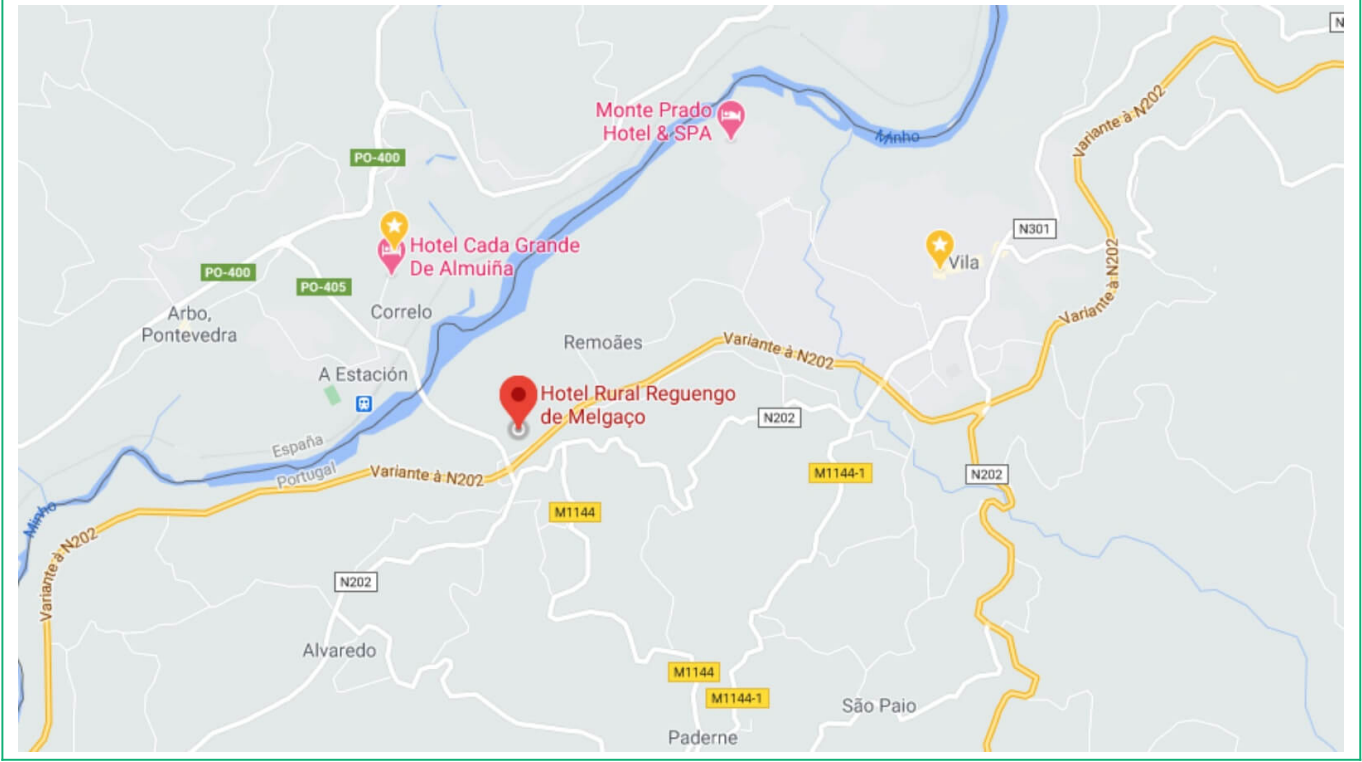 N
Variante à N202
Monte Prado
Hotel & SPA
Minho
PO-400
N301
Hotel Cada Grande
De Almuiña
Vila
Variante à N202
PO-400
PO-405
Correlo
Arbo,
Pontevedra
Variante à N202
Remoães
Variante à N202
A Estación
Hotel Rural Reguengo
de Melgaço
N202
España
Portugal
Variante à N202
M1144-1
N202
Minho
M1144
Variante à N202
N202
Alvaredo
M1144
M1144-1
São Paio
Paderne